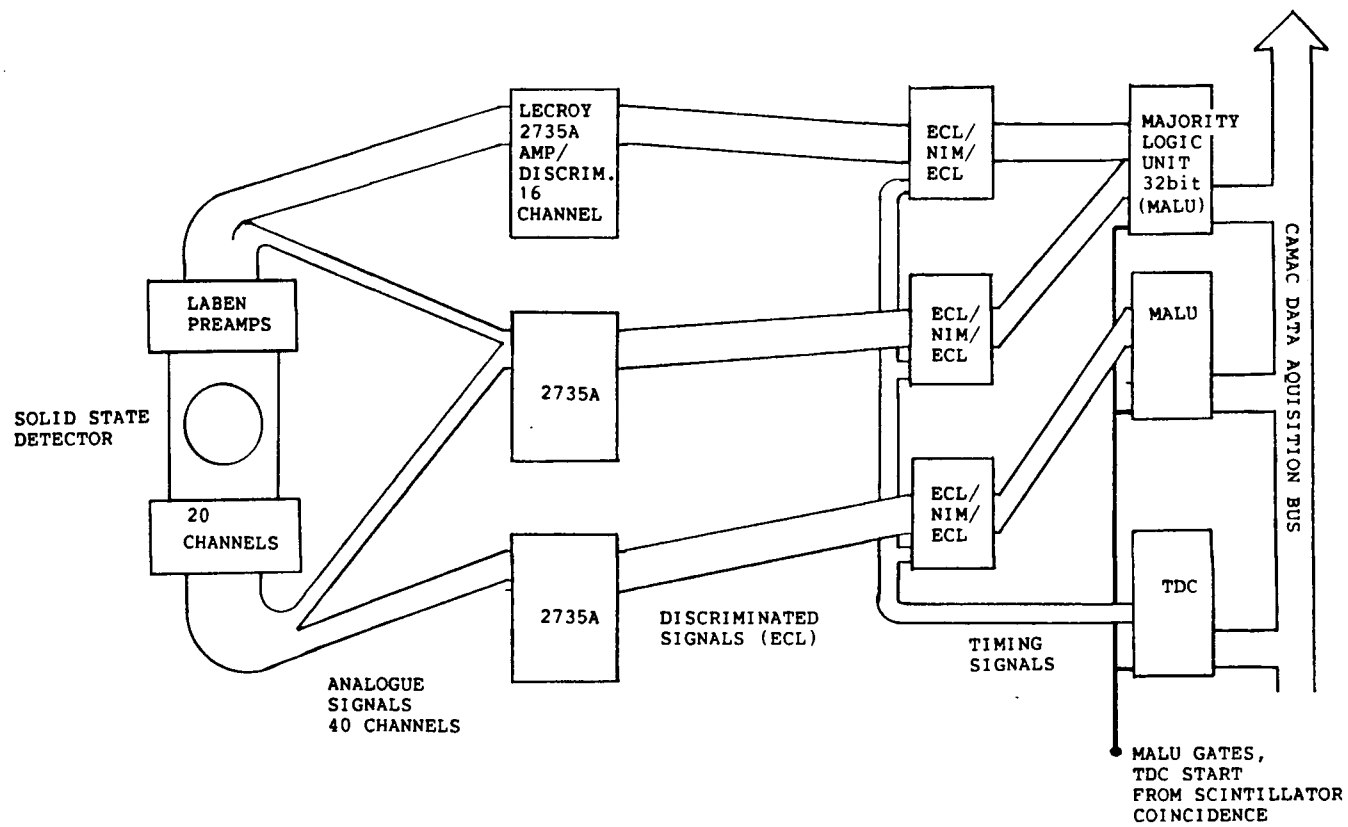 LECROY
2735A
AMP/
DISCRIM.
16
CHANNEL
ECL/
NIM/
ECL
MAJORITY
LOGIC
UNIT
32bit
(MALU)
CAMAC DATA AQUISITION BUS
LABEN
PREAMPS
2735A
ECL/
NIM/
ECL
MALU
SOLID STATE
DETECTOR
20
CHANNELS
2735A
ECL/
NIM/
ECL
TDC
DISCRIMINATED
SIGNALS (ECL)
TIMING
SIGNALS
ANALOGUE
SIGNALS
40 CHANNELS
MALU GATES,
TDC START
FROM SCINTILLATOR
COINCIDENCE